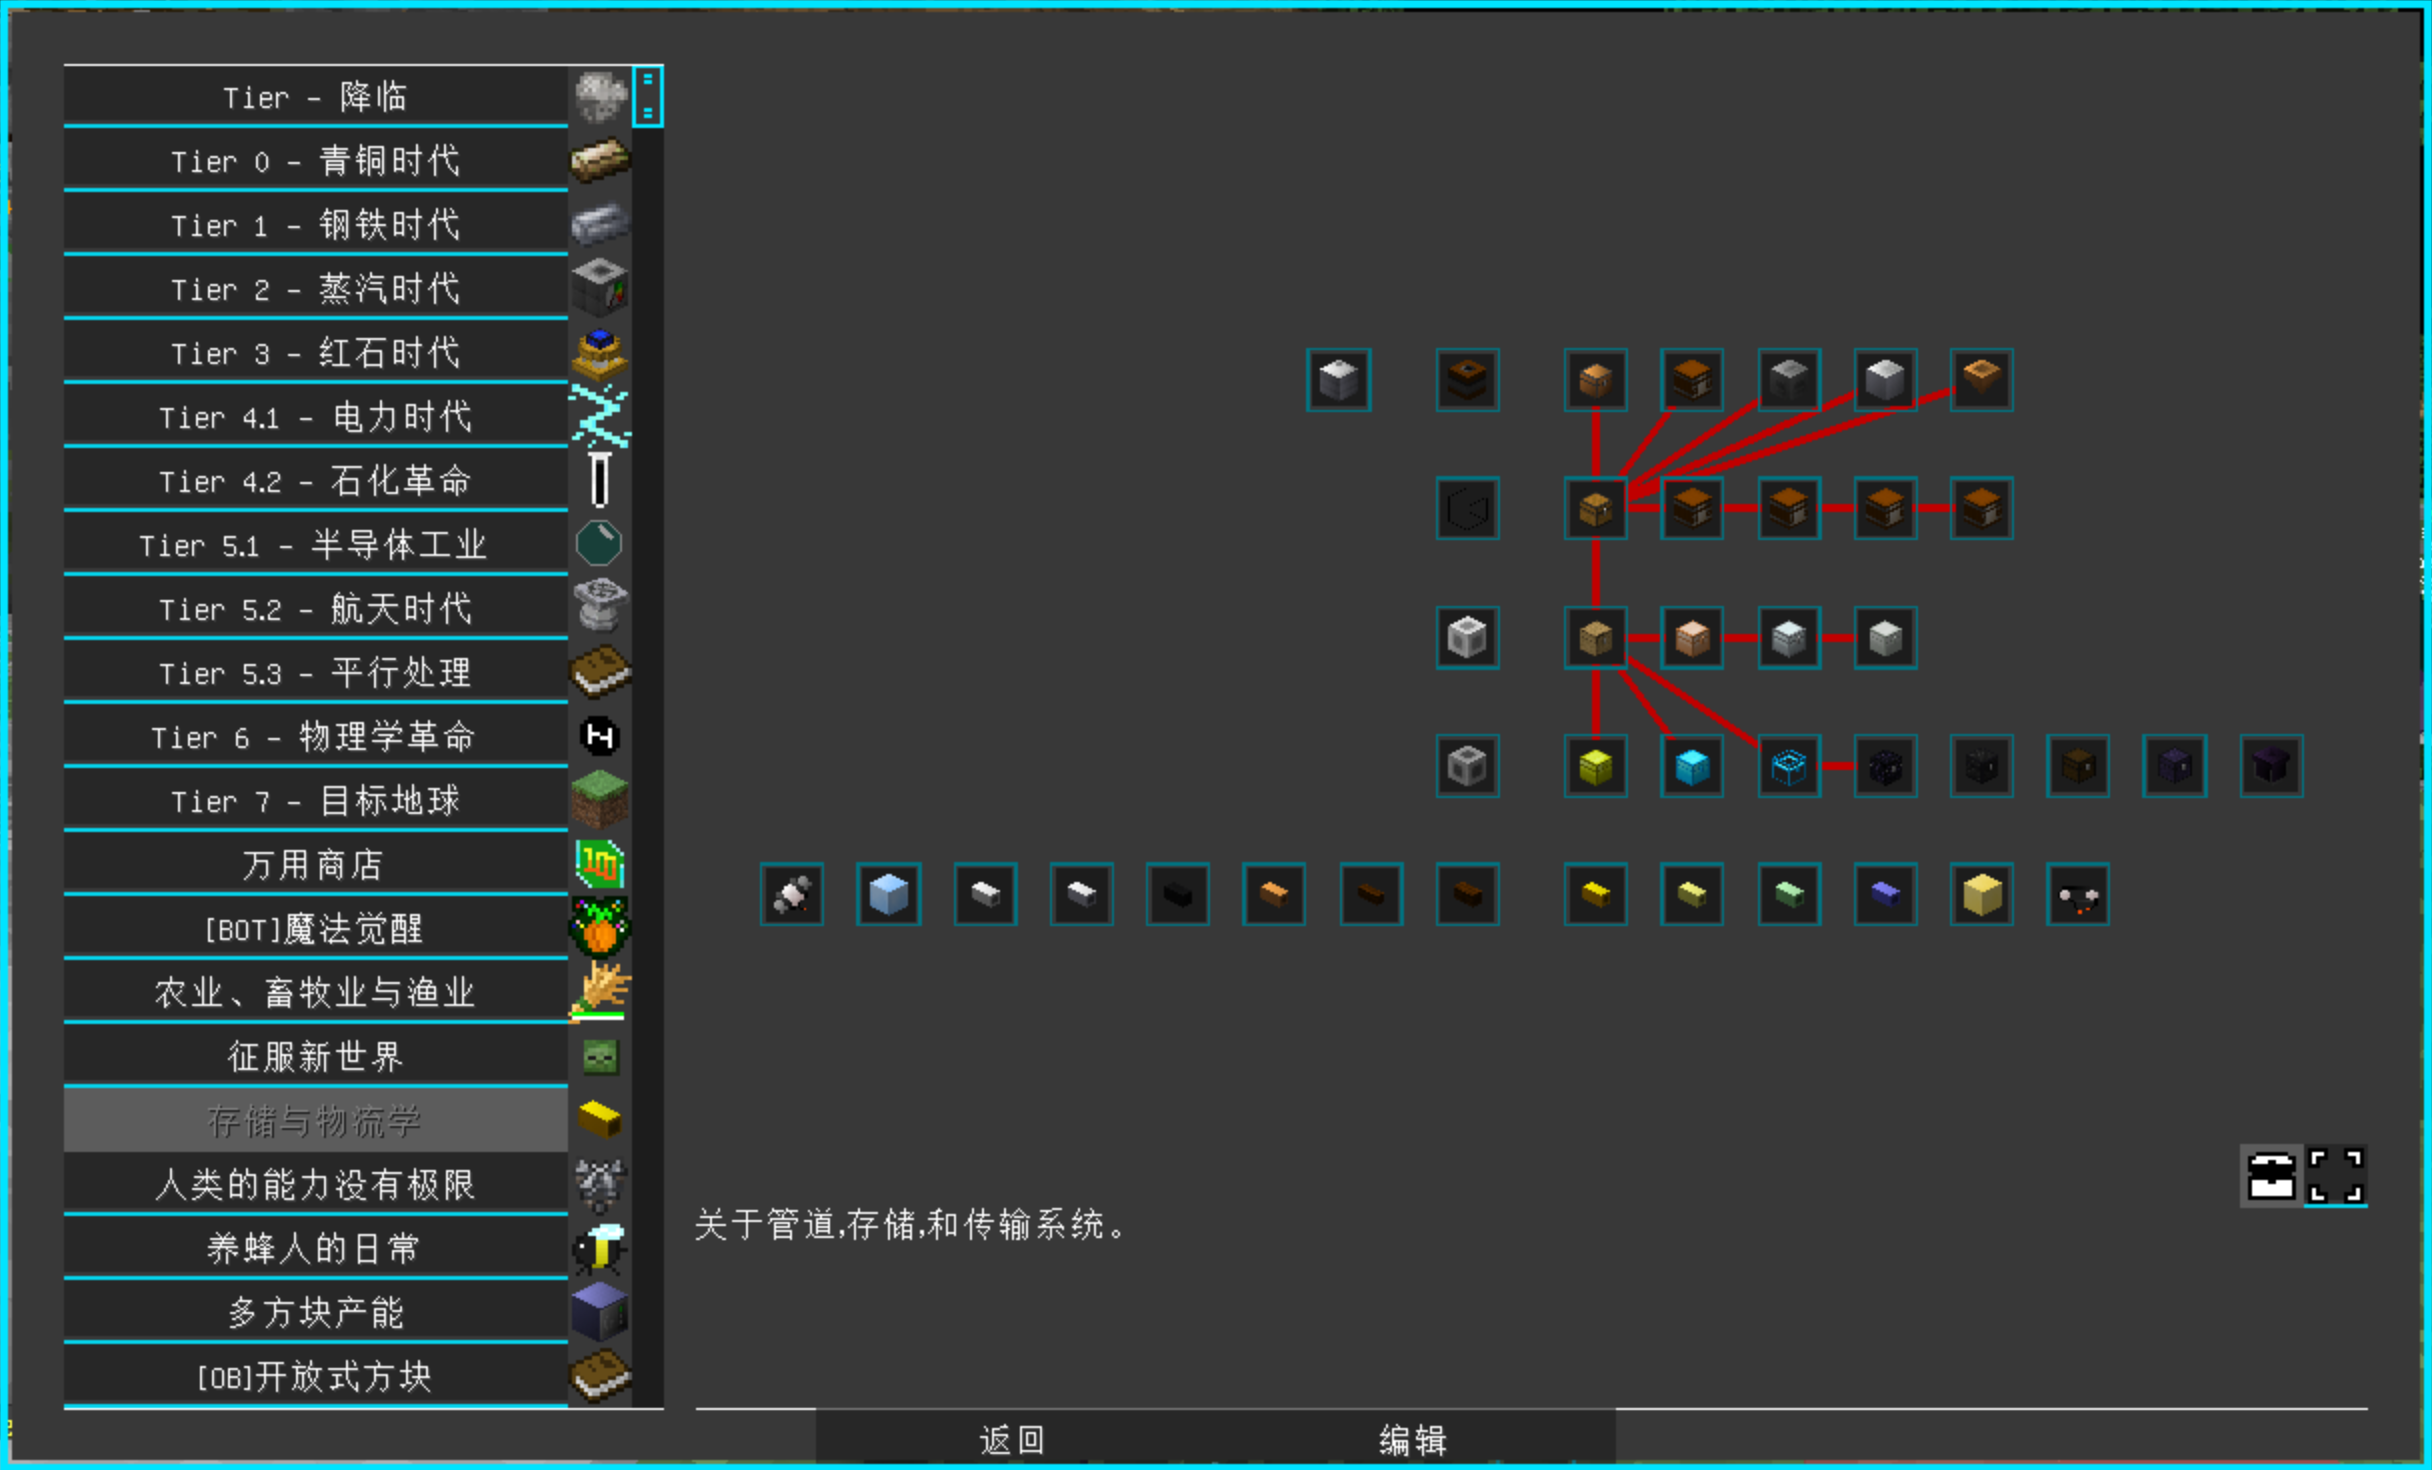 Tier - 降临
Tier 0 - 青铜时代
Tier 1 - 钢铁时代
Tier 2 - 蒸汽时代
Tier 3 - 红石时代
Tier 4.1 - 电力时代
Tier 4.2 - 石化革命
Tier 5.1 - 半导体工业
Tier 5.2 - 航天时代
Tier 5.3 - 平行处理
Tier 6 - 物理学革命
Tier 7 - 目标地球
万用商店
[BOT]魔法觉醒
农业、畜牧业与渔业
征服新世界
存储与物流学
人类的能力没有极限
养蜂人的日常
多方块产能
[OB]开放式方块
关于管道,存储,和传输系统。
返回
编辑